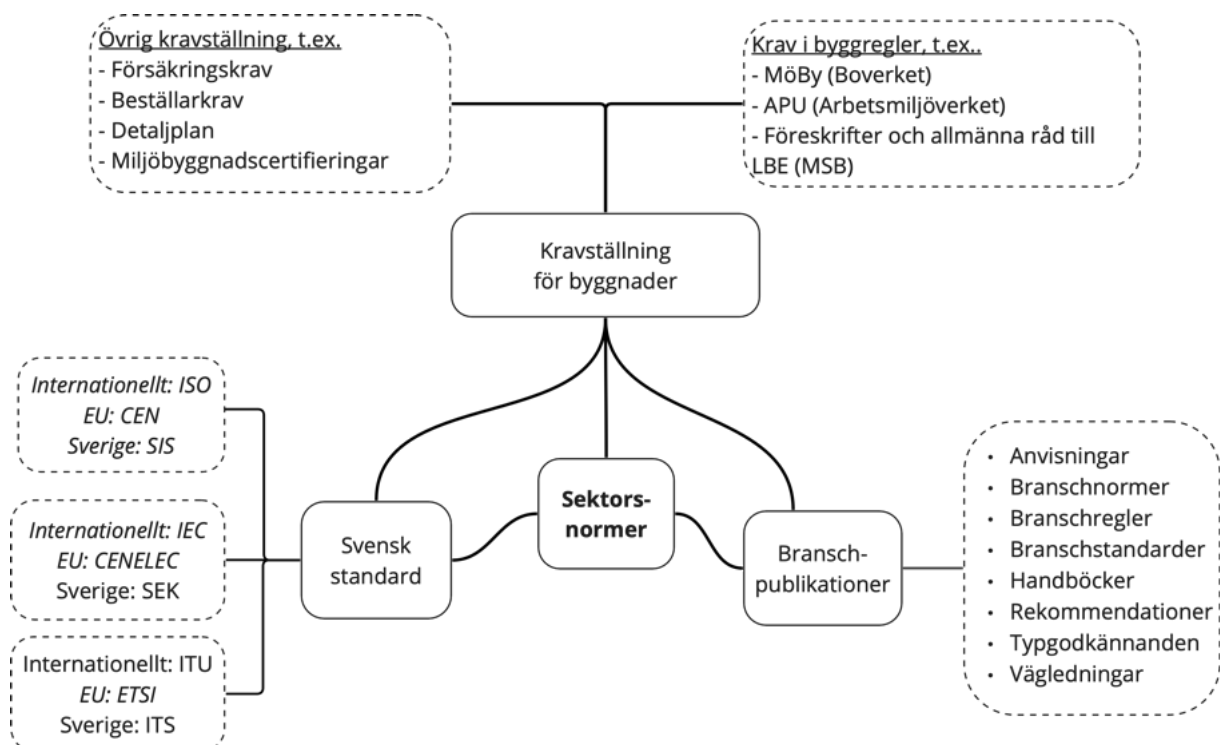 Övrig kravställning, t.ex.
- Försäkringskrav
- Beställarkrav
- Detaljplan
- Miljöbyggnadscertifieringar
Krav i byggregler, t.ex..
- MöBy (Boverket)
- APU (Arbetsmiljöverket)
- Föreskrifter och allmänna råd till
LBE (MSB)
Kravställning
för byggnader
Internationellt: ISO
EU: CEN
Sverige: SIS
Internationellt: IEC
EU: CENELEC
Sverige: SEK
Internationellt: ITU
EU: ETSI
Sverige: ITS
Svensk
standard
Sektors-
normer
Bransch-
publikationer
• Anvisningar
• Branschnormer
• Branschregler
• Branschstandarder
• Handböcker
• Rekommendationer
• Typgodkännanden
• Vägledningar